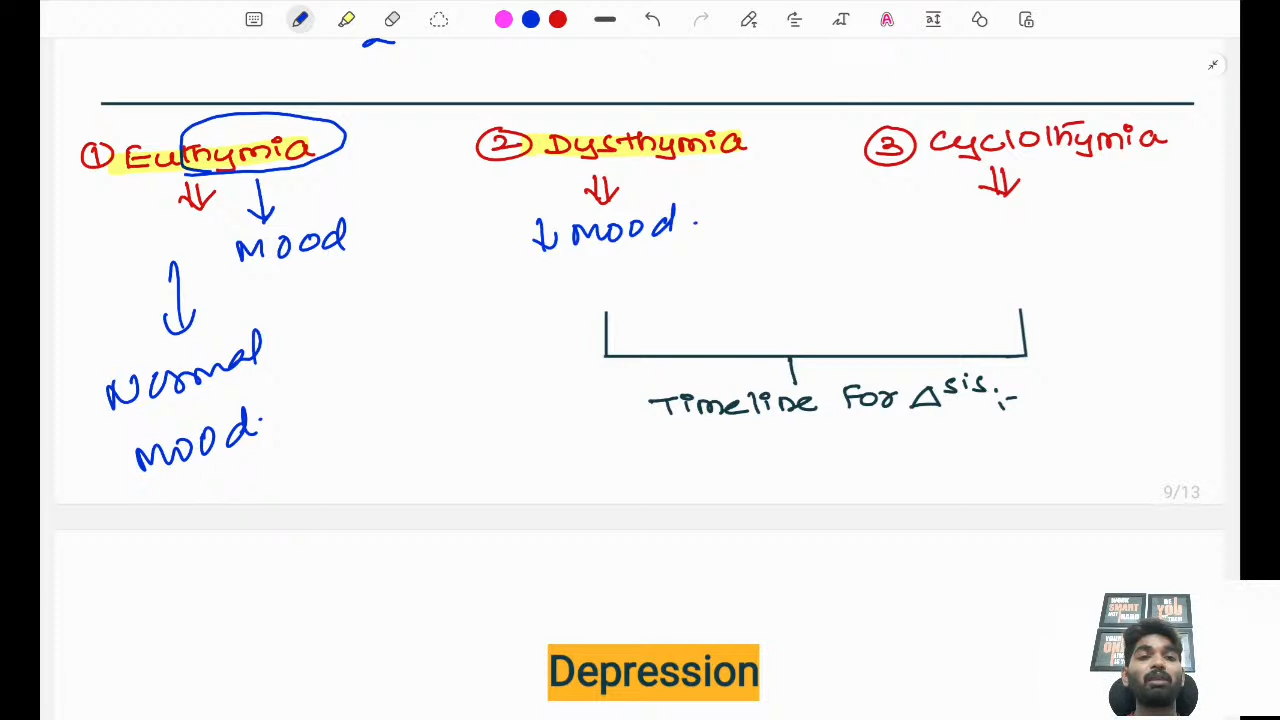 ① Euthymia ② Dysthymia ③ Cyclothymia
Mood ↓ Mood.
Normal
Mood.
Timeline For Δsis:-
9/13
Depression